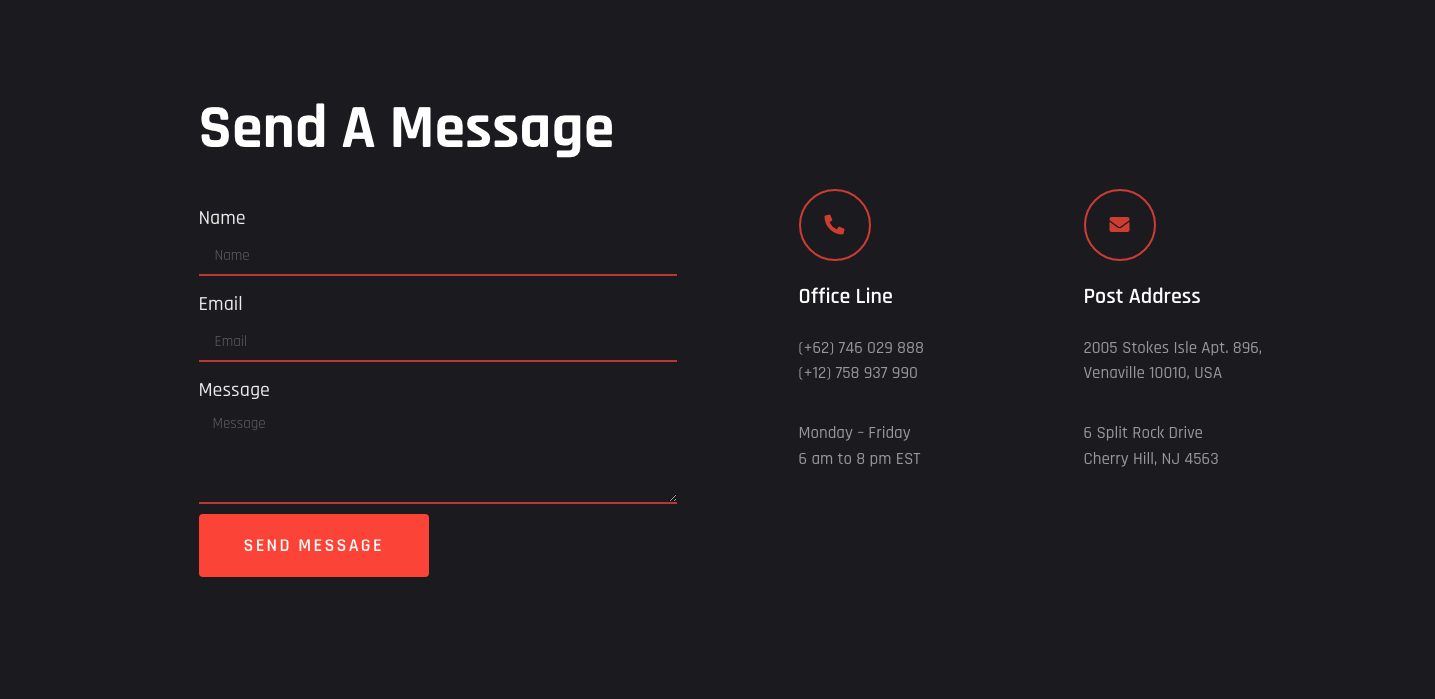 Send A Message
Name
Name
Email
Email
Message
Message
SEND MESSAGE
Office Line
(+62) 746 029 888
(+12) 758 937 990
Monday – Friday
6 am to 8 pm EST
Post Address
2005 Stokes Isle Apt. 896,
Venaville 10010, USA
6 Split Rock Drive
Cherry Hill, NJ 4563